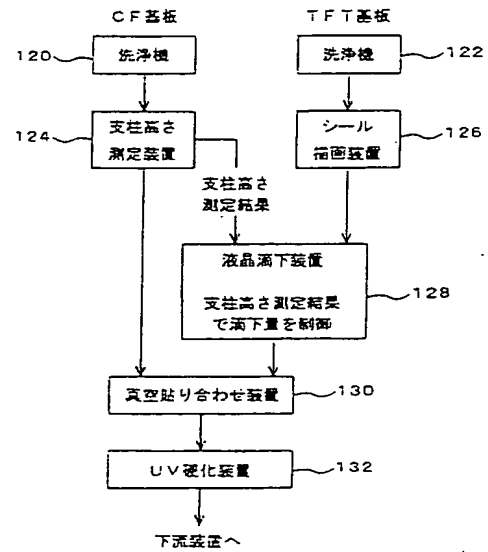 CF基板
TFT基板
120
洗浄機
洗浄機
122
124
支柱高さ
測定装置
シール
描画装置
126
支柱高さ
測定結果
液晶滴下装置
支柱高さ測定結果
で滴下量を制御
128
真空貼り合わせ装置
130
UV硬化装置
132
下流装置へ